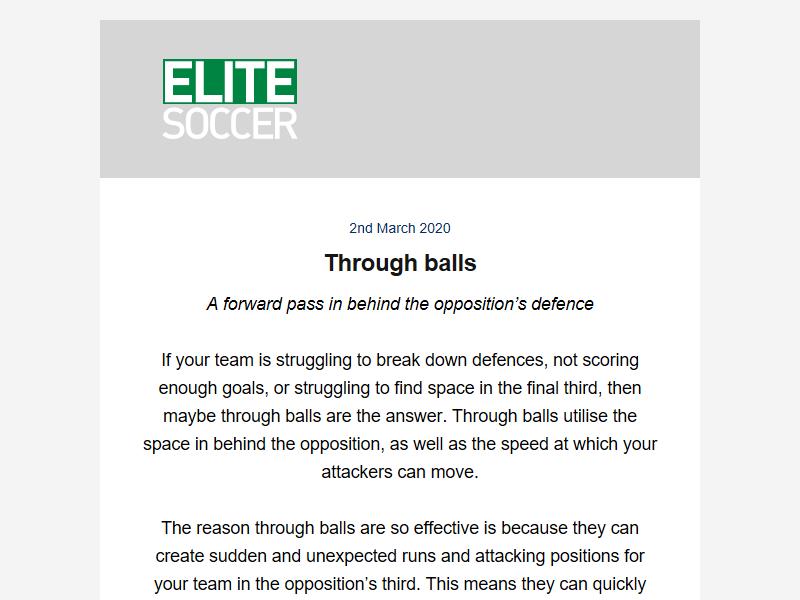 ELITE
SOCCER
2nd March 2020
Through balls
A forward pass in behind the opposition’s defence
If your team is struggling to break down defences, not scoring
enough goals, or struggling to find space in the final third, then
maybe through balls are the answer. Through balls utilise the
space in behind the opposition, as well as the speed at which your
attackers can move.
The reason through balls are so effective is because they can
create sudden and unexpected runs and attacking positions for
your team in the opposition’s third. This means they can quickly